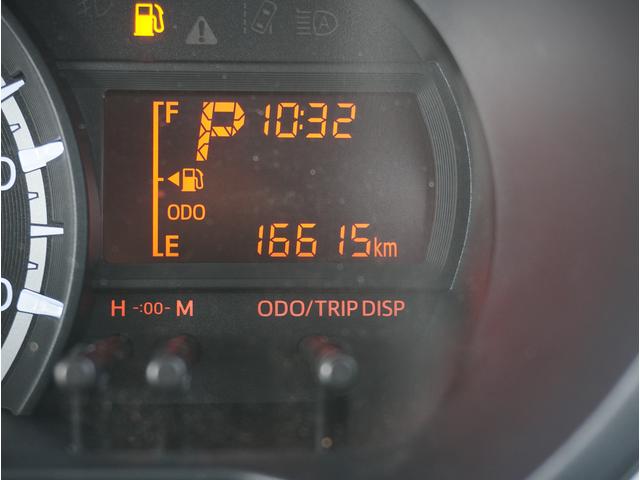 F P 10:32
ODO
E 16615km
H -:00- M ODO/TRIP DISP